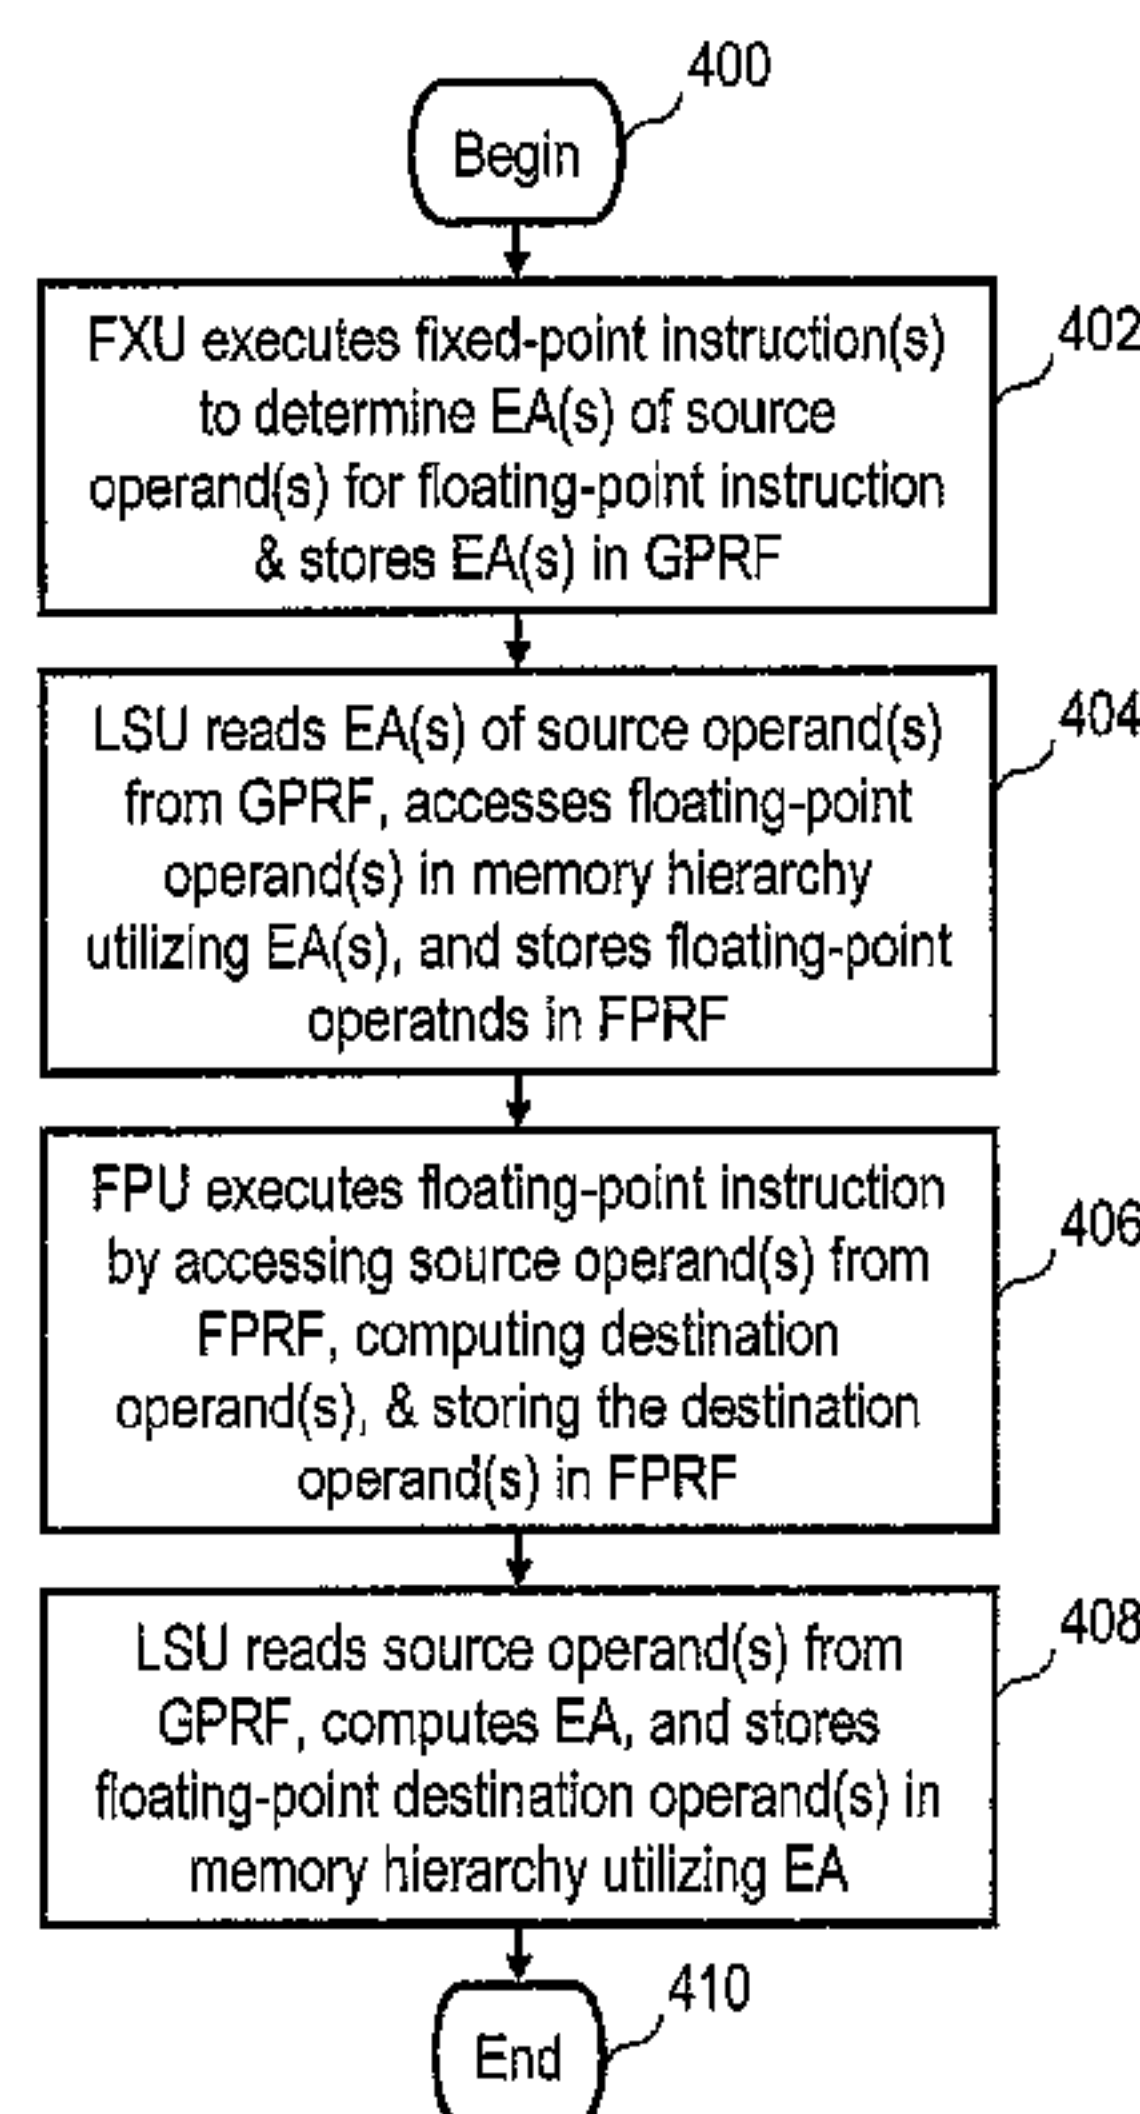 400
Begin
402
FXU executes fixed-point instruction(s)
to determine EA(s) of source
operand(s) for floating-point instruction
& stores EA(s) in GPRF
404
LSU reads EA(s) of source operand(s)
from GPRF, accesses floating-point
operand(s) in memory hierarchy
utilizing EA(s), and stores floating-point
operatnds in FPRF
406
FPU executes floating-point instruction
by accessing source operand(s) from
FPRF, computing destination
operand(s), & storing the destination
operand(s) in FPRF
408
LSU reads source operand(s) from
GPRF, computes EA, and stores
floating-point destination operand(s) in
memory hierarchy utilizing EA
410
End